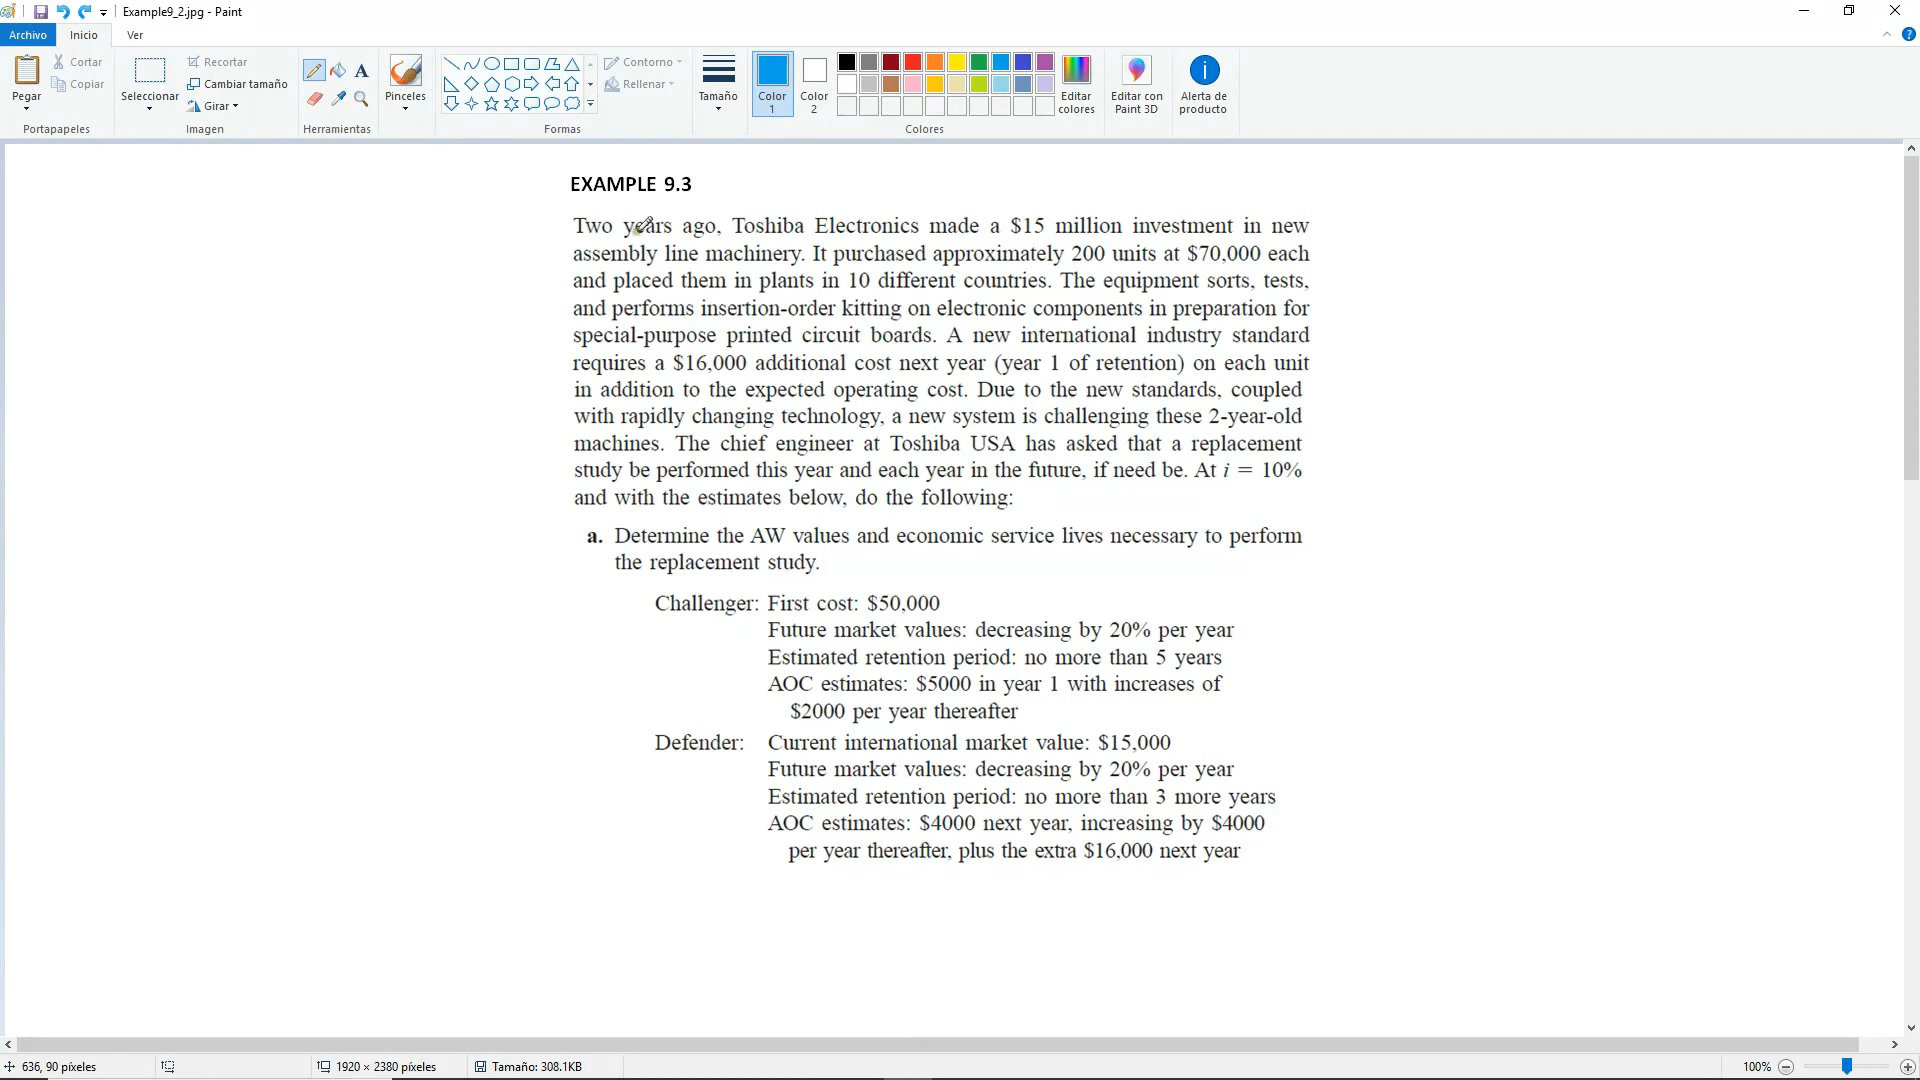 Example9_2.jpg - Paint
Archivo
Inicio
Ver
Pegar
Cortar
Copiar
Portapapeles
Seleccionar
Recortar
Cambiar tamaño
Girar
Imagen
A
Herramientas
Pinceles
Contorno
Rellenar
Formas
Tamaño
Color 1
Color 2
Editar colores
Colores
Editar con Paint 3D
Alerta de producto
EXAMPLE 9.3
Two years ago, Toshiba Electronics made a $15 million investment in new
assembly line machinery. It purchased approximately 200 units at $70,000 each
and placed them in plants in 10 different countries. The equipment sorts, tests,
and performs insertion-order kitting on electronic components in preparation for
special-purpose printed circuit boards. A new international industry standard
requires a $16,000 additional cost next year (year 1 of retention) on each unit
in addition to the expected operating cost. Due to the new standards, coupled
with rapidly changing technology, a new system is challenging these 2-year-old
machines. The chief engineer at Toshiba USA has asked that a replacement
study be performed this year and each year in the future, if need be. At i = 10%
and with the estimates below, do the following:
a. Determine the AW values and economic service lives necessary to perform
the replacement study.
Challenger: First cost: $50,000
Future market values: decreasing by 20% per year
Estimated retention period: no more than 5 years
AOC estimates: $5000 in year 1 with increases of
$2000 per year thereafter
Defender: Current international market value: $15,000
Future market values: decreasing by 20% per year
Estimated retention period: no more than 3 more years
AOC estimates: $4000 next year, increasing by $4000
per year thereafter, plus the extra $16,000 next year
636, 90 píxeles
1920 × 2380 píxeles
Tamaño: 308.1KB
100%